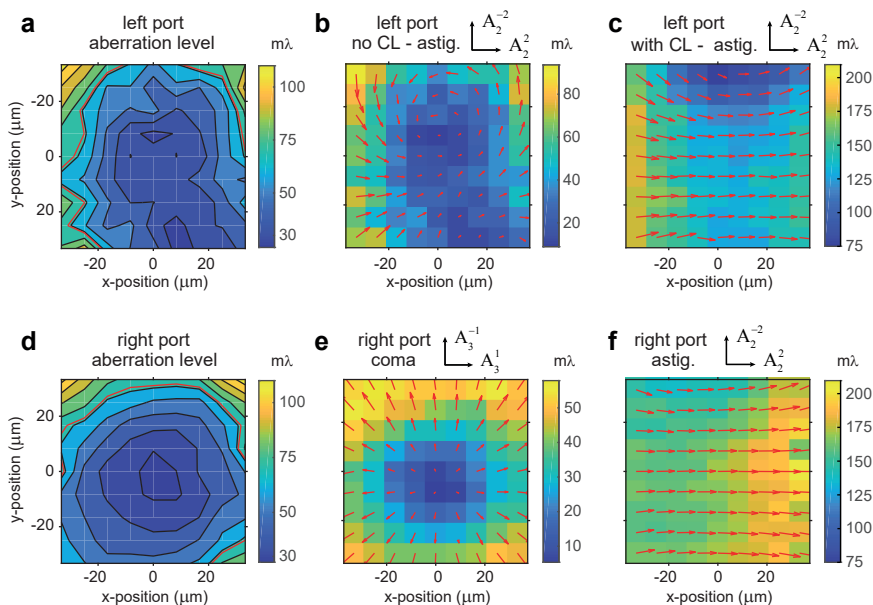 a
left port
aberration level
mλ
100
75
50
30
-20
0
20
y-position (μm)
-20
0
20
x-position (μm)
b
left port
no CL - astig.
A₂⁻²
A₂²
mλ
80
60
40
20
-20
0
20
x-position (μm)
c
left port
with CL - astig.
A₂⁻²
A₂²
mλ
200
175
150
125
100
75
-20
0
20
x-position (μm)
d
right port
aberration level
mλ
100
75
50
30
20
0
-20
y-position (μm)
-20
0
20
x-position (μm)
e
right port
coma
A₃⁻¹
A₃¹
mλ
50
40
30
20
10
-20
0
20
x-position (μm)
f
right port
astig.
A₂⁻²
A₂²
mλ
200
175
150
125
100
75
-20
0
20
x-position (μm)